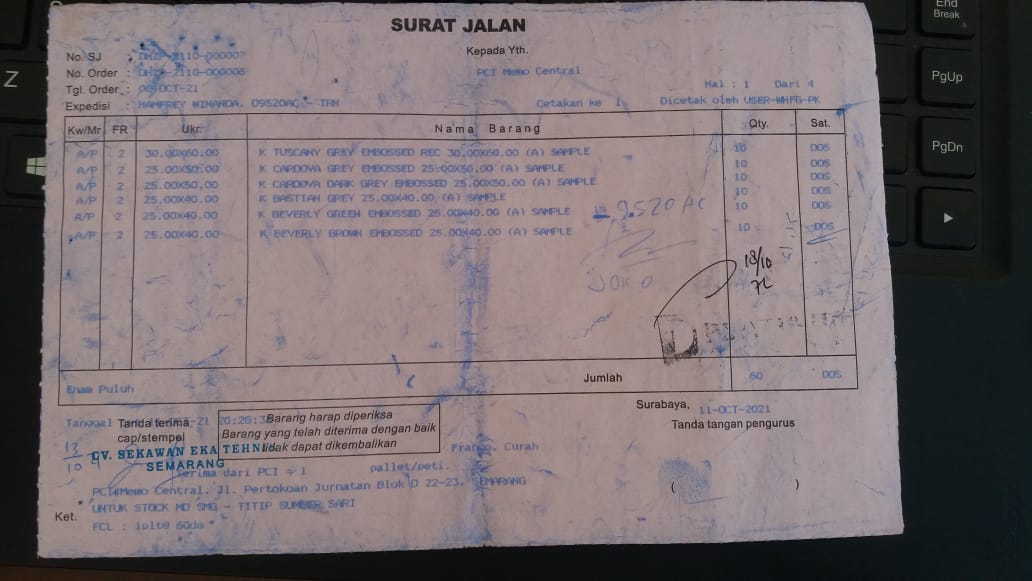 SURAT JALAN
Kepada Yth.
No. SJ : DHZP-2110-000007
No. Order : DHZP-2110-000006
PCI Memo Central
Tgl. Order : 06-OCT-21
Hal : 1 Dari 4
Expedisi : HAMFREY WINANDA. D9520AC - TRN
Cetakan ke 1 Dicetak oleh USER-WHFG-PK
Kw/Mr FR Ukr. Nama Barang Qty. Sat.
A/P 2 30.00X60.00 K TUSCANY GREY EMBOSSED REC 30.00X60.00 (A) SAMPLE 10 DOS
A/P 2 25.00X50.00 K CARDOVA GREY EMBOSSED 25.00X50.00 (A) SAMPLE 10 DOS
A/P 2 25.00X50.00 K CARDOVA DARK GREY EMBOSSED 25.00X50.00 (A) SAMPLE 10 DOS
A/P 2 25.00X40.00 K BASTIAN GREY 25.00X40.00 (A) SAMPLE 10 DOS
A/P 2 25.00X40.00 K BEVERLY GREEN EMBOSSED 25.00X40.00 (A) SAMPLE 10 DOS
A/P 2 25.00X40.00 K BEVERLY BROWN EMBOSSED 25.00X40.00 (A) SAMPLE 10 DOS
9520 AC
18/10
Joko
Enam Puluh Jumlah 60 DOS
Surabaya, 11-OCT-2021
Tanda tangan pengurus
Tanggal
Tanda terima
cap/stempel
Barang harap diperiksa
Barang yang telah diterima dengan baik
tidak dapat dikembalikan
13/10
CV. SEKAWAN EKA TEHNIK
SEMARANG
Franco. Curah
Terima dari PCI : 1 pallet/peti.
PCI Memo Central. Jl. Pertokoan Jurnatan Blok D 22-23. SEMARANG
UNTUK STOCK MD SMG - TITIP SUMBER SARI
Ket.
FCL : 1plt@ 60ds
( )
Z
End
Break
PgUp
PgDn